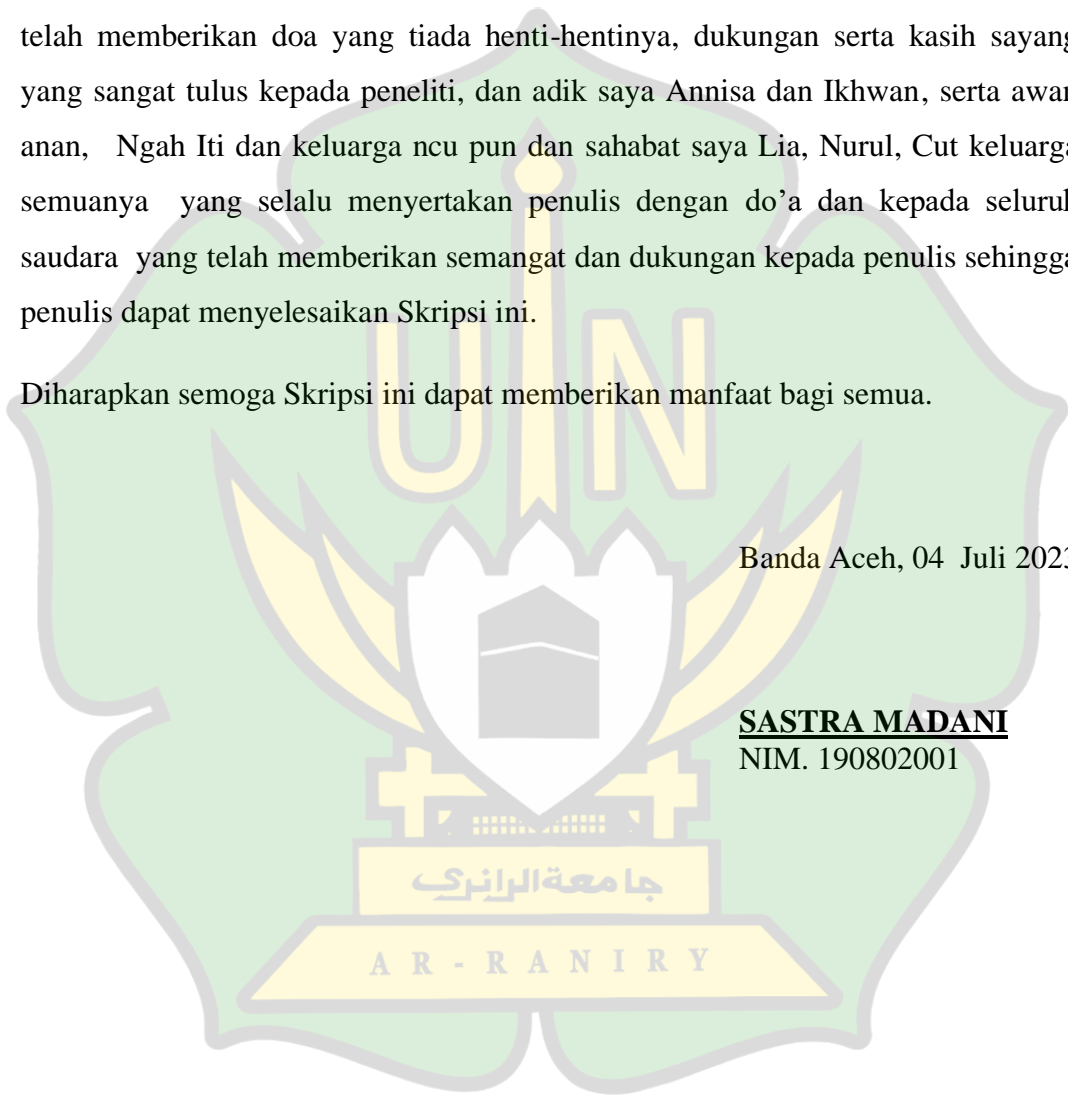 telah memberikan doa yang tiada henti-hentinya, dukungan serta kasih sayang
yang sangat tulus kepada peneliti, dan adik saya Annisa dan Ikhwan, serta awan
anan, Ngah Iti dan keluarga ncu pun dan sahabat saya Lia, Nurul, Cut keluarga
semuanya yang selalu menyertakan penulis dengan do’a dan kepada seluruh
saudara yang telah memberikan semangat dan dukungan kepada penulis sehingga
penulis dapat menyelesaikan Skripsi ini.
Diharapkan semoga Skripsi ini dapat memberikan manfaat bagi semua.
UIN
Banda Aceh, 04 Juli 2023
SASTRA MADANI
NIM. 190802001
جامعة الرانري
AR-RANIRY